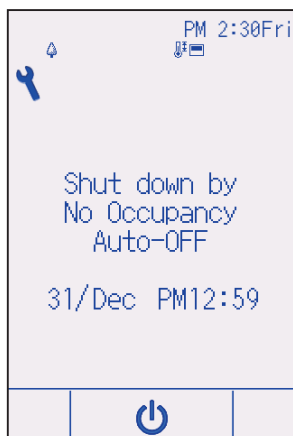 PM 2:30Fri
Shut down by
No Occupancy
Auto-OFF
31/Dec PM12:59